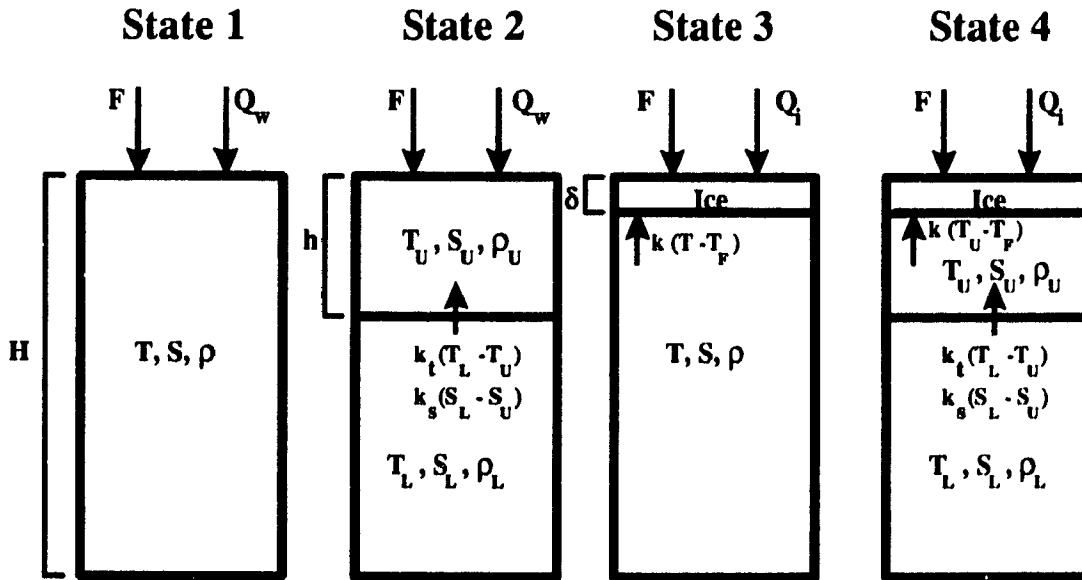 State 1
State 2
State 3
State 4
F
Q_w
F
Q_w
F
Q_i
F
Q_i
H
h
δ
Ice
Ice
T, S, ρ
T_U, S_U, ρ_U
k_t(T_L - T_U)
k_s(S_L - S_U)
T_L, S_L, ρ_L
k (T - T_F)
T, S, ρ
k(T_U - T_F)
T_U, S_U, ρ_U
k_t(T_L - T_U)
k_s(S_L - S_U)
T_L, S_L, ρ_L